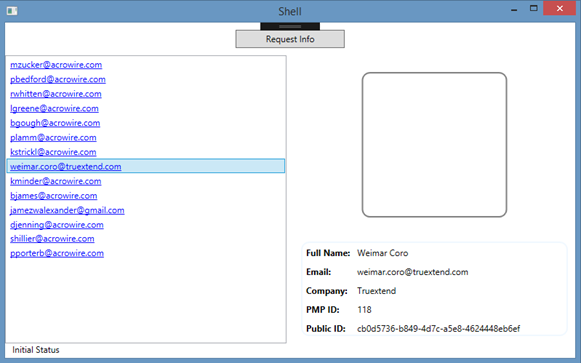 Shell
Request Info
mzucker@acrowire.com
pbedford@acrowire.com
rwhitten@acrowire.com
lgreene@acrowire.com
bgough@acrowire.com
plamm@acrowire.com
kstrickl@acrowire.com
weimar.coro@truextend.com
kminder@acrowire.com
bjames@acrowire.com
jamezwalexander@gmail.com
djenning@acrowire.com
shillier@acrowire.com
pporterb@acrowire.com
Full Name: Weimar Coro
Email: weimar.coro@truextend.com
Company: Truextend
PMP ID: 118
Public ID: cb0d5736-b849-4d7c-a5e8-4624448eb6ef
Initial Status